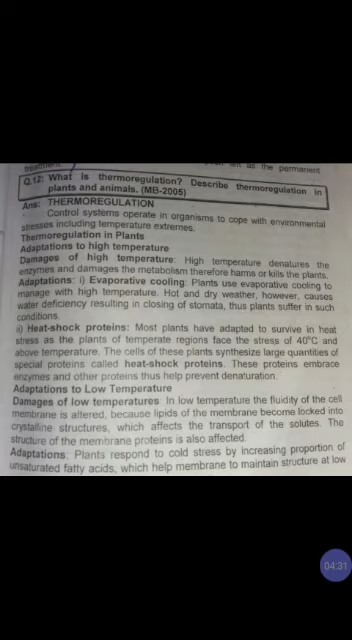 as the permanent
treatment.
Q.12: What is thermoregulation? Describe thermoregulation in
plants and animals. (MB-2005)
Ans: THERMOREGULATION
Control systems operate in organisms to cope with environmental
stresses including temperature extremes.
Thermoregulation in Plants
Adaptations to high temperature
Damages of high temperature: High temperature denatures the
enzymes and damages the metabolism therefore harms or kills the plants.
Adaptations: i) Evaporative cooling: Plants use evaporative cooling to
manage with high temperature. Hot and dry weather, however, causes
water deficiency resulting in closing of stomata, thus plants suffer in such
conditions.
ii) Heat-shock proteins: Most plants have adapted to survive in heat
stress as the plants of temperate regions face the stress of 40°C and
above temperature. The cells of these plants synthesize large quantities of
special proteins called heat-shock proteins. These proteins embrace
enzymes and other proteins thus help prevent denaturation.
Adaptations to Low Temperature
Damages of low temperatures: In low temperature the fluidity of the cell
membrane is altered, because lipids of the membrane become locked into
crystalline structures, which affects the transport of the solutes. The
structure of the membrane proteins is also affected.
Adaptations: Plants respond to cold stress by increasing proportion of
unsaturated fatty acids, which help membrane to maintain structure at low
04:31